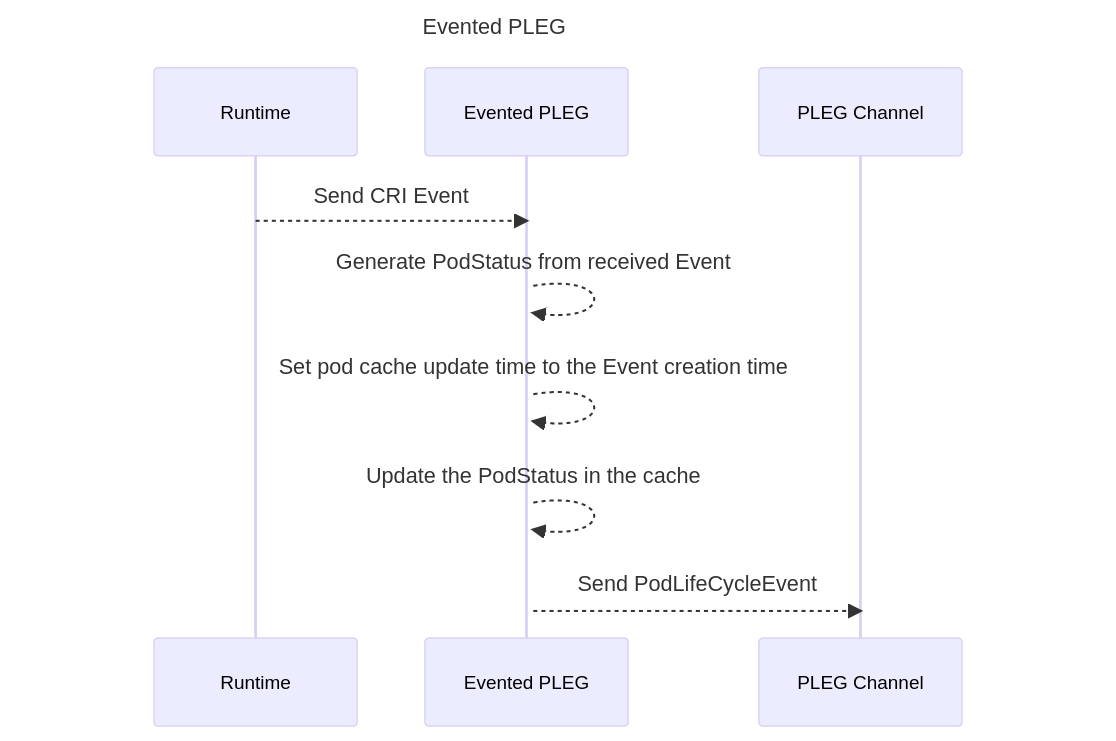 Evented PLEG
Runtime
Evented PLEG
PLEG Channel
Send CRI Event
Generate PodStatus from received Event
Set pod cache update time to the Event creation time
Update the PodStatus in the cache
Send PodLifeCycleEvent
Runtime
Evented PLEG
PLEG Channel